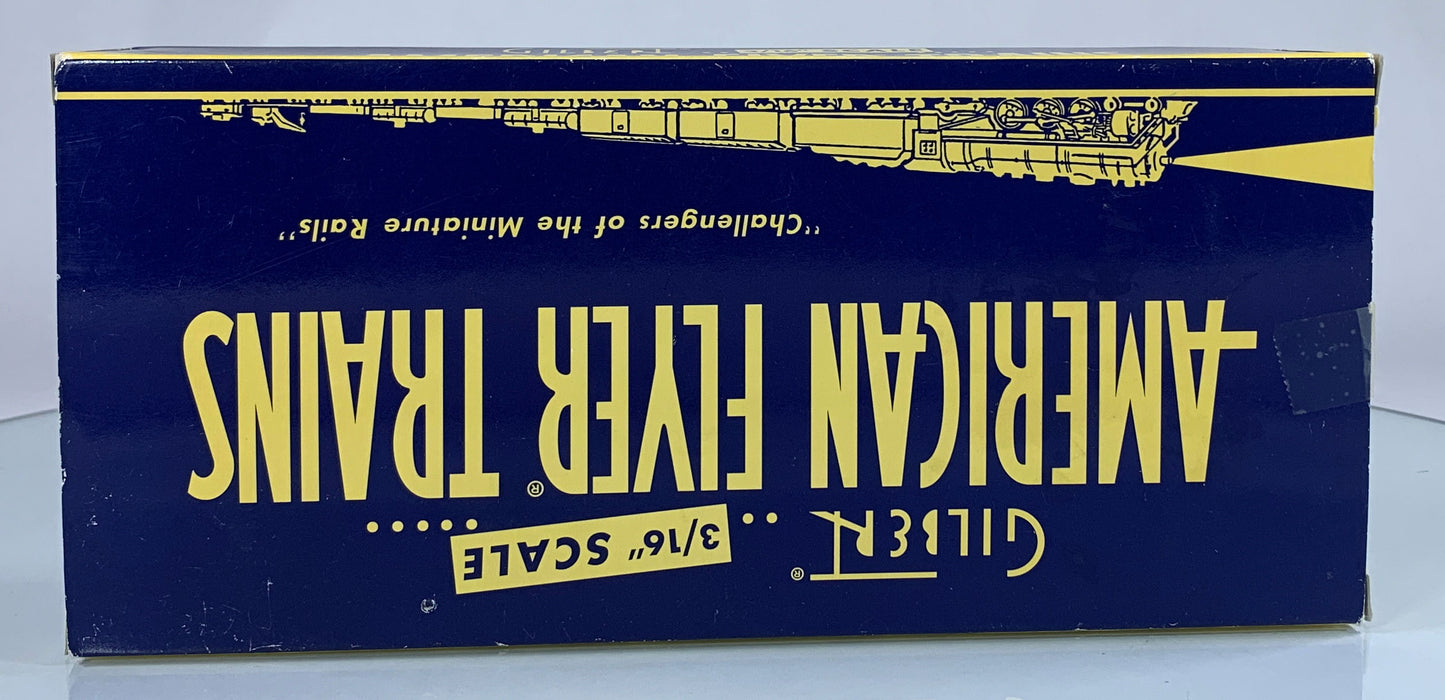 GILBERT®
..3/16" SCALE.....
AMERICAN FLYER® TRAINS
"Challengers of the Miniature Rails"